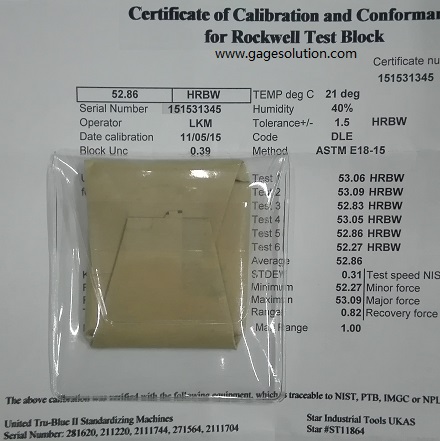 Certificate of Calibration and Conforman
for Rockwell Test Block
www.gagesolution.com
Certificate nu
151531345
52.86 HRBW TEMP deg C 21 deg
Serial Number 151531345 Humidity 40%
Operator LKM Tolerance+/- 1.5 HRBW
Date calibration 11/05/15 Code DLE
Block Unc 0.39 Method ASTM E18-15
Test 53.06 HRBW
Test 2 53.09 HRBW
Test 3 52.83 HRBW
Test 4 53.05 HRBW
Test 5 52.86 HRBW
Test 6 52.27 HRBW
Average 52.86
STDEV 0.31 Test speed NIS
Minimum 52.27 Minor force
Maximum 53.09 Major force
Range 0.82 Recovery force
Max Range 1.00
The above calibration was verified with the following equipment, which is traceable to NIST, PTB, IMGC or NPL
United Tru-Blue II Standardizing Machines Star Industrial Tools UKAS
Serial Number: 281620, 211220, 2111744, 271564, 2111704 Star #ST11864